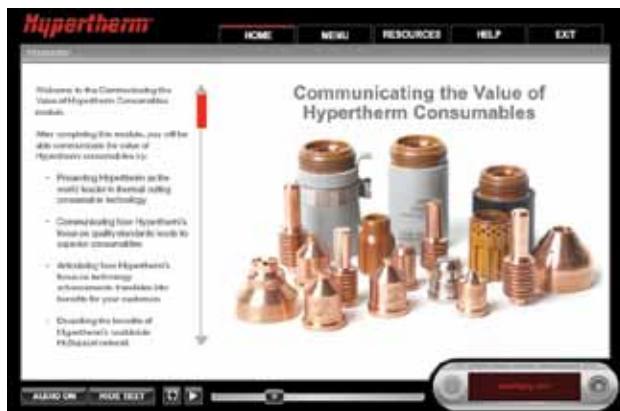 Hypertherm
HOME MENU RESOURCES HELP EXIT
Communicating the Value of
Hypertherm Consumables
Welcome to the Communicating the
Value of Hypertherm Consumables
module.
After completing this module, you will be
able communicate the value of
Hypertherm consumables by:
- Presenting Hypertherm as the
world leader in thermal cutting
consumable technology
- Communicating how Hypertherm's
focus on quality standards leads to
superior consumables
- Articulating how Hypertherm's
focus on technology
advancements translates into
benefits for your customers
- Describing the benefits of
Hypertherm's worldwide
network.
AUDIO ON HIDE TEXT